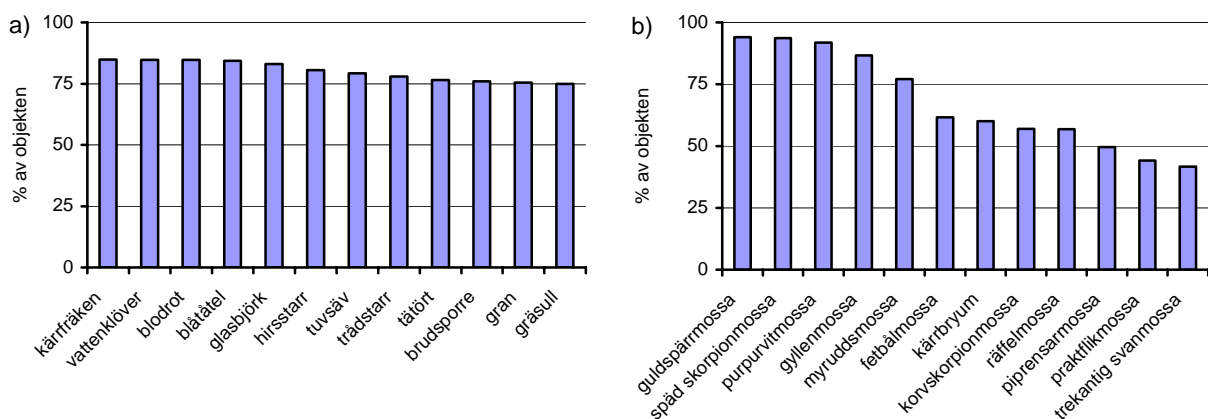 a)
% av objekten
100
75
50
25
0
kärrfräken
vattenklöver
blodrot
blåtåtel
glasbjörk
hirsstarr
tuvsäv
trådstarr
tätört
brudsporre
gran
gräsull
b)
% av objekten
100
75
50
25
0
guldspärmossa
späd skorpionmossa
purpurvitmossa
gyllenmossa
myruddsmossa
fetbålmossa
kärrbryum
korvskorpionmossa
räffelmossa
piprensarmossa
praktflikmossa
trekantig svanmossa